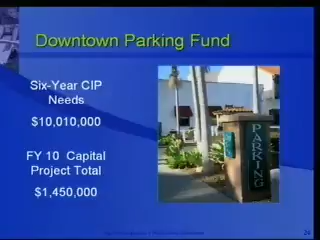 Downtown Parking Fund
Six-Year CIP
Needs
$10,010,000
FY 10 Capital
Project Total
$1,450,000
PARKING
24